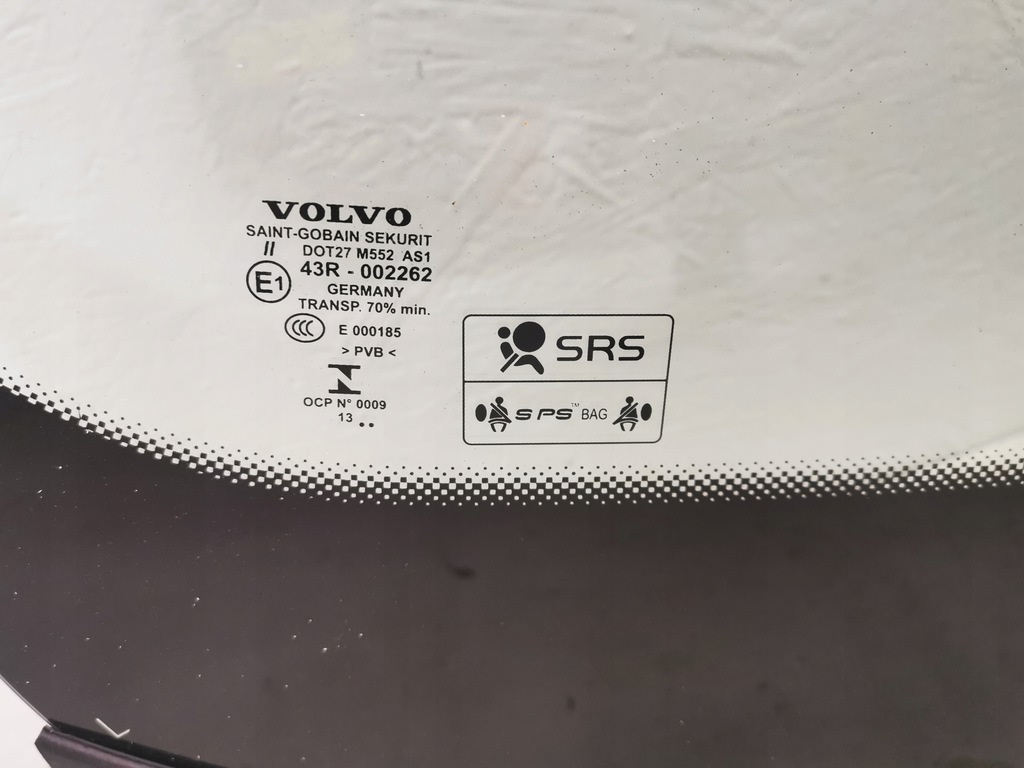 VOLVO
SAINT-GOBAIN SEKURIT
II DOT27 M552 AS1
43R - 002262
E1
GERMANY
TRANSP. 70% min.
CCC E 000185
> PVB <
OCP N° 0009
13 ..
SRS
SPS™ BAG